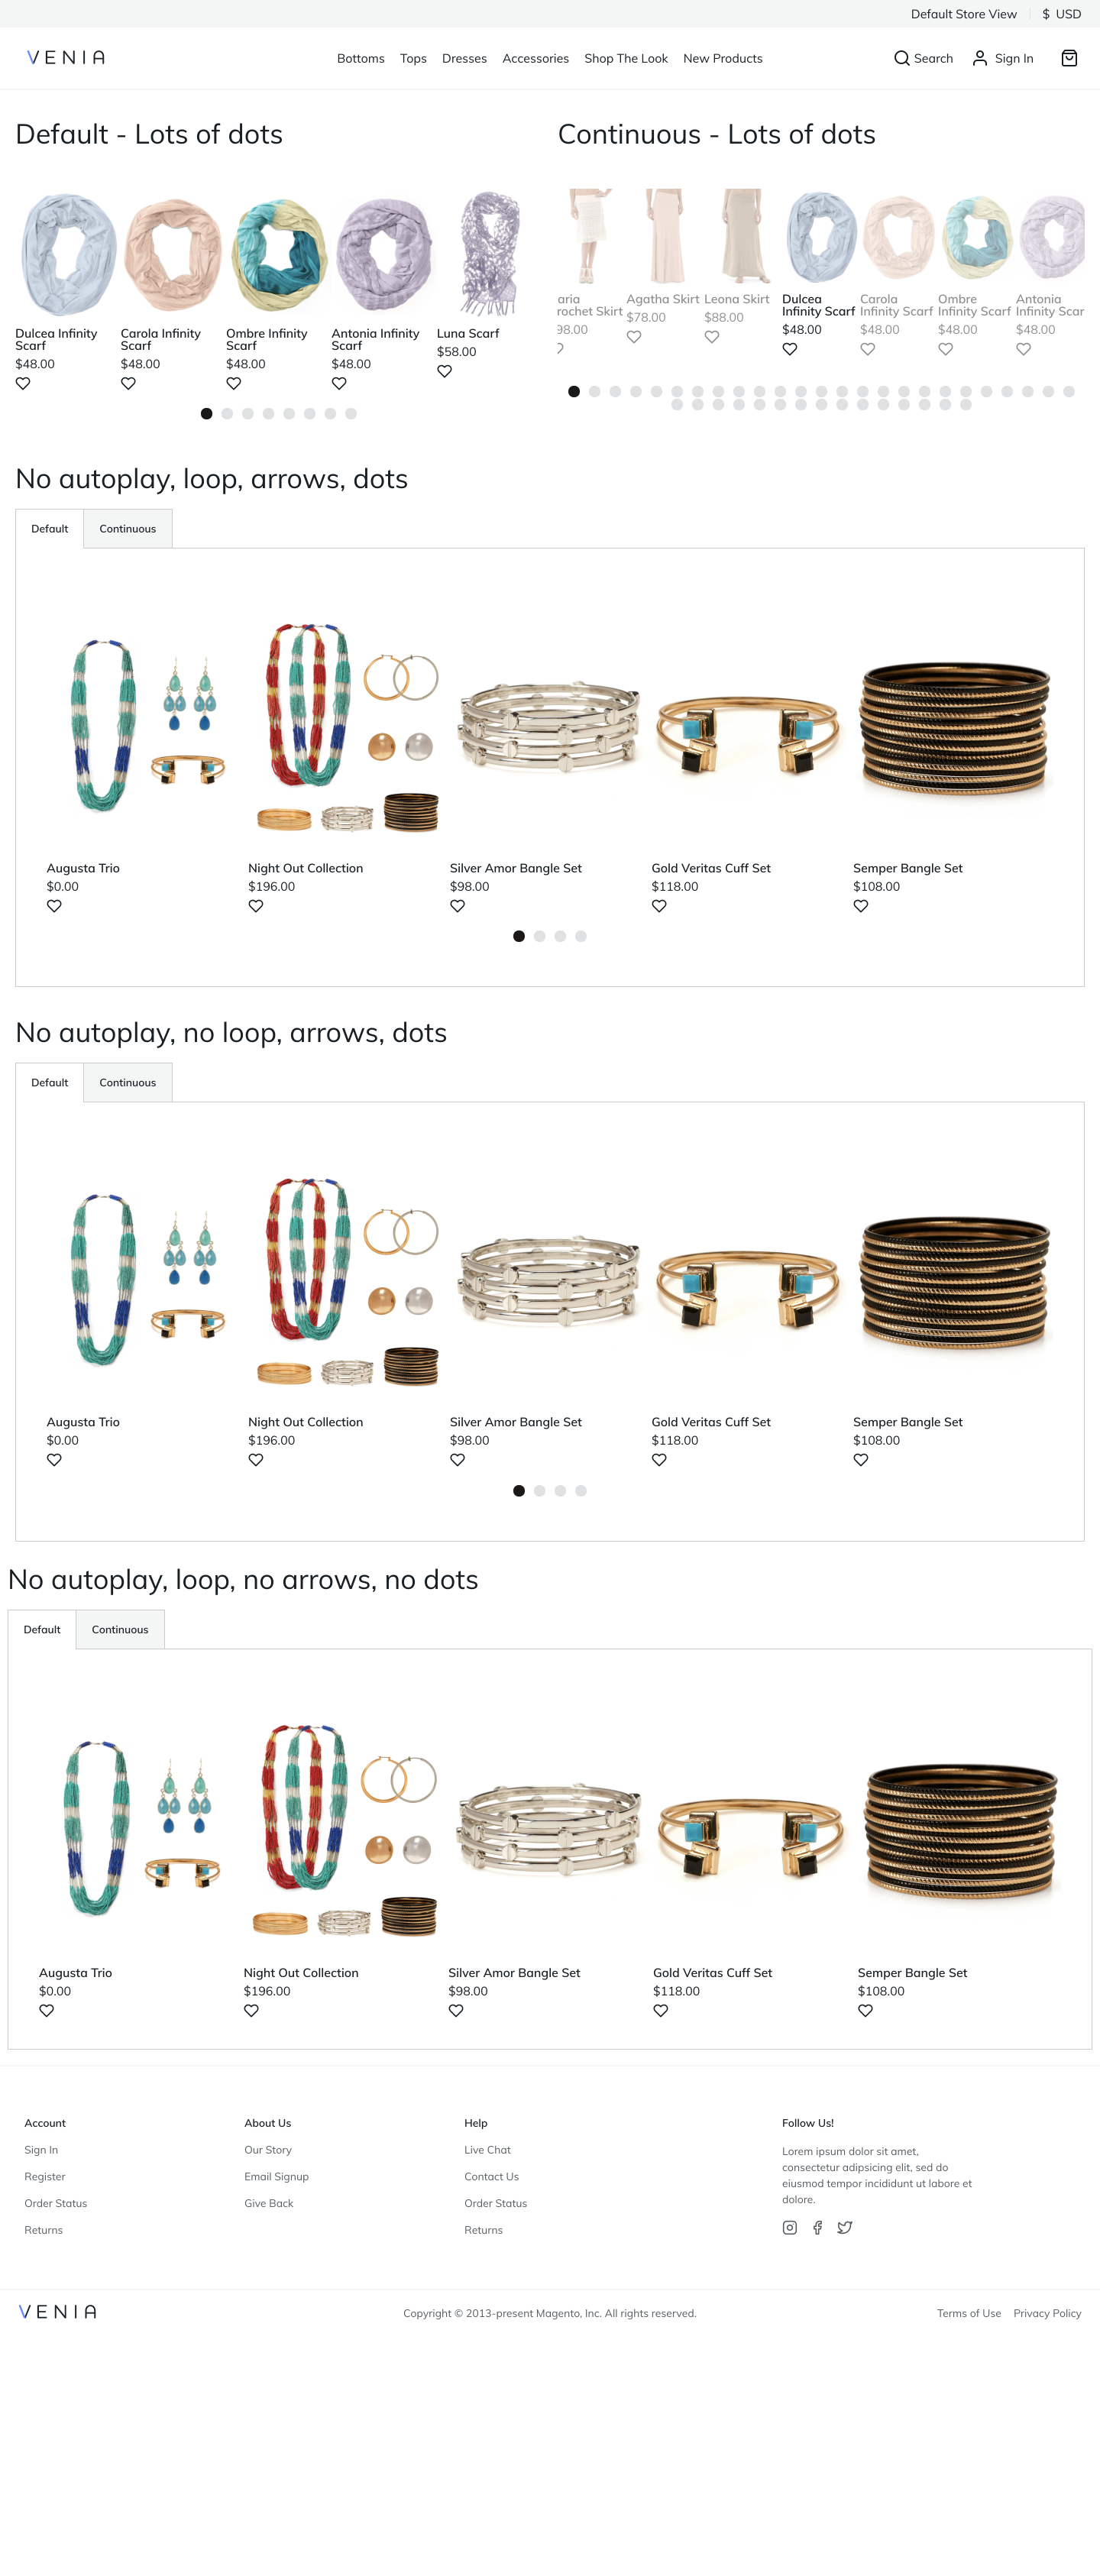 Default Store View
$ USD
VENIA
Bottoms
Tops
Dresses
Accessories
Shop The Look
New Products
Search
Sign In
Default - Lots of dots
Dulcea Infinity
Scarf
$48.00
Carola Infinity
Scarf
$48.00
Ombre Infinity
Scarf
$48.00
Antonia Infinity
Scarf
$48.00
Luna Scarf
$58.00
Continuous - Lots of dots
aria
rochet Skirt
98.00
Agatha Skirt
$78.00
Leona Skirt
$88.00
Dulcea
Infinity Scarf
$48.00
Carola
Infinity Scarf
$48.00
Ombre
Infinity Scarf
$48.00
Antonia
Infinity Scar
$48.00
No autoplay, loop, arrows, dots
Default
Continuous
Augusta Trio
$0.00
Night Out Collection
$196.00
Silver Amor Bangle Set
$98.00
Gold Veritas Cuff Set
$118.00
Semper Bangle Set
$108.00
No autoplay, no loop, arrows, dots
Default
Continuous
Augusta Trio
$0.00
Night Out Collection
$196.00
Silver Amor Bangle Set
$98.00
Gold Veritas Cuff Set
$118.00
Semper Bangle Set
$108.00
No autoplay, loop, no arrows, no dots
Default
Continuous
Augusta Trio
$0.00
Night Out Collection
$196.00
Silver Amor Bangle Set
$98.00
Gold Veritas Cuff Set
$118.00
Semper Bangle Set
$108.00
Account
Sign In
Register
Order Status
Returns
About Us
Our Story
Email Signup
Give Back
Help
Live Chat
Contact Us
Order Status
Returns
Follow Us!
Lorem ipsum dolor sit amet,
consectetur adipsicing elit, sed do
eiusmod tempor incididunt ut labore et
dolore.
VENIA
Copyright © 2013-present Magento, Inc. All rights reserved.
Terms of Use
Privacy Policy